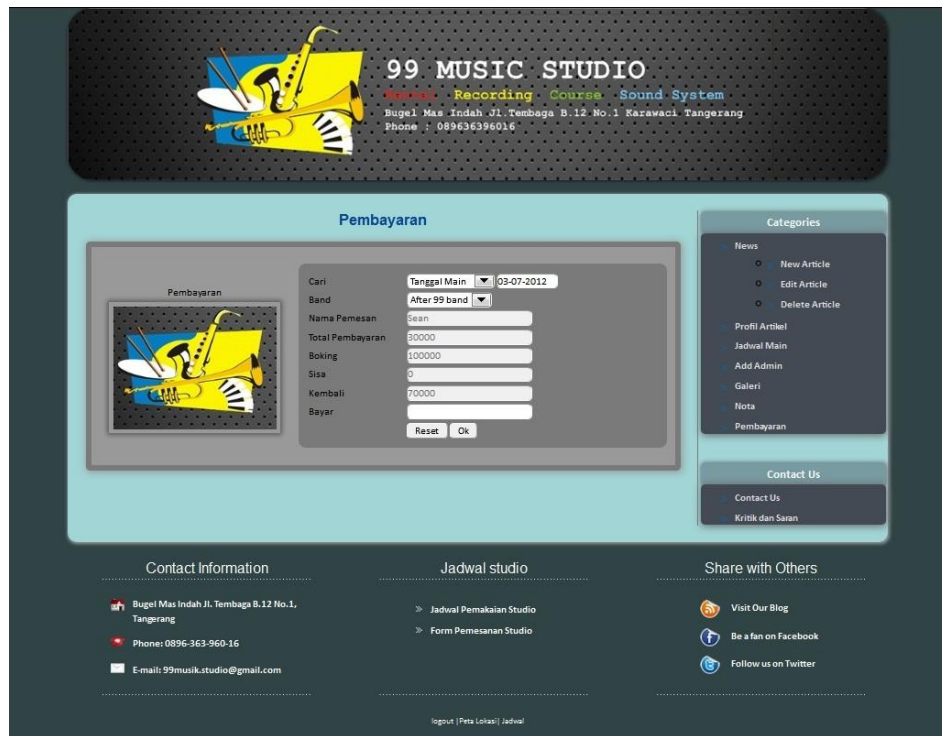 99 MUSIC STUDIO
Recording Course Sound System
Bugel Mas Indah Jl.Tembaga B.12 No.1 Karawaci Tangerang
Phone : 089636396016
Pembayaran
Pembayaran
Cari Tanggal Main 03-07-2012
Band After 99 band
Nama Pemesan Sean
Total Pembayaran 30000
Boking 100000
Sisa 0
Kembali 70000
Bayar
Reset Ok
Categories
News
New Article
Edit Article
Delete Article
Profil Artikel
Jadwal Main
Add Admin
Galeri
Nota
Pembayaran
Contact Us
Contact Us
Kritik dan Saran
Contact Information
Bugel Mas Indah Jl. Tembaga B.12 No.1,
Tangerang
Phone: 0896-363-960-16
E-mail: 99musik.studio@gmail.com
Jadwal studio
Jadwal Pemakaian Studio
Form Pemesanan Studio
Share with Others
Visit Our Blog
Be a fan on Facebook
Follow us on Twitter
logout |Peta Lokasi| Jadwal